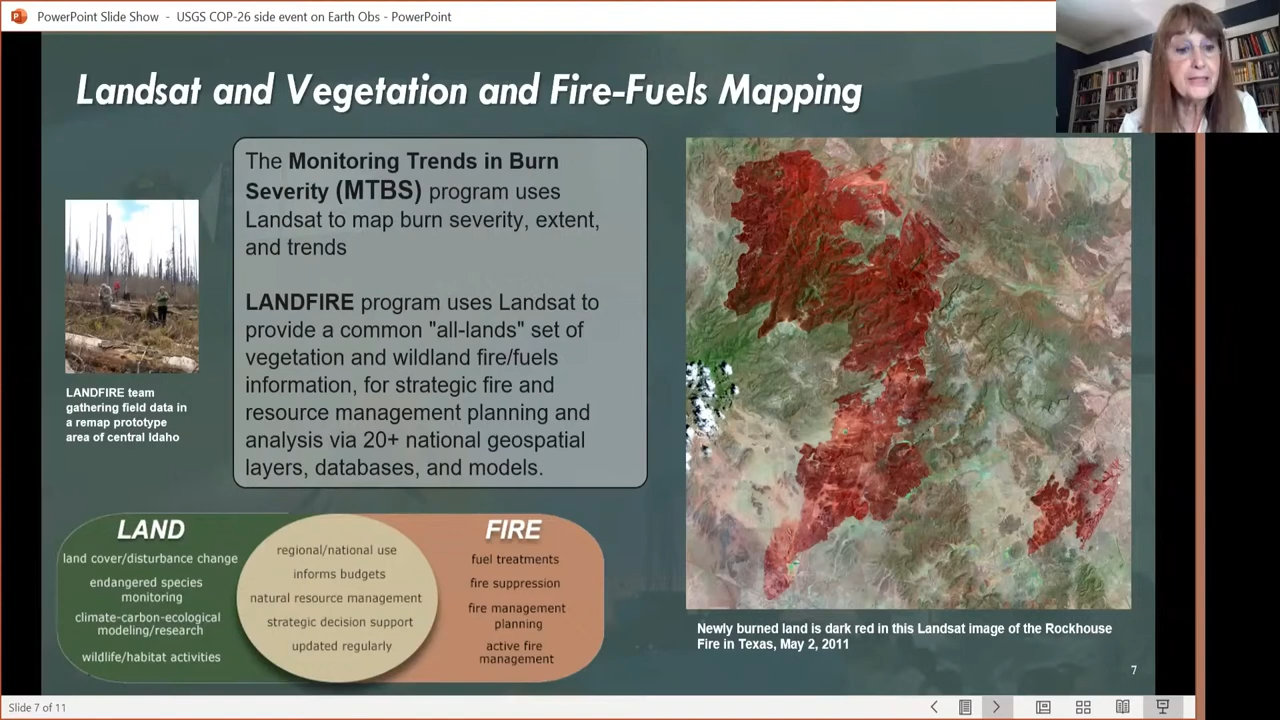 PowerPoint Slide Show - USGS COP-26 side event on Earth Obs - PowerPoint
Landsat and Vegetation and Fire-Fuels Mapping
The Monitoring Trends in Burn
Severity (MTBS) program uses
Landsat to map burn severity, extent,
and trends
LANDFIRE program uses Landsat to
provide a common "all-lands" set of
vegetation and wildland fire/fuels
information, for strategic fire and
resource management planning and
analysis via 20+ national geospatial
layers, databases, and models.
LANDFIRE team
gathering field data in
a remap prototype
area of central Idaho
LAND
land cover/disturbance change
endangered species
monitoring
climate-carbon-ecological
modeling/research
wildlife/habitat activities
regional/national use
informs budgets
natural resource management
strategic decision support
updated regularly
FIRE
fuel treatments
fire suppression
fire management
planning
active fire
management
Newly burned land is dark red in this Landsat image of the Rockhouse
Fire in Texas, May 2, 2011
7
Slide 7 of 11